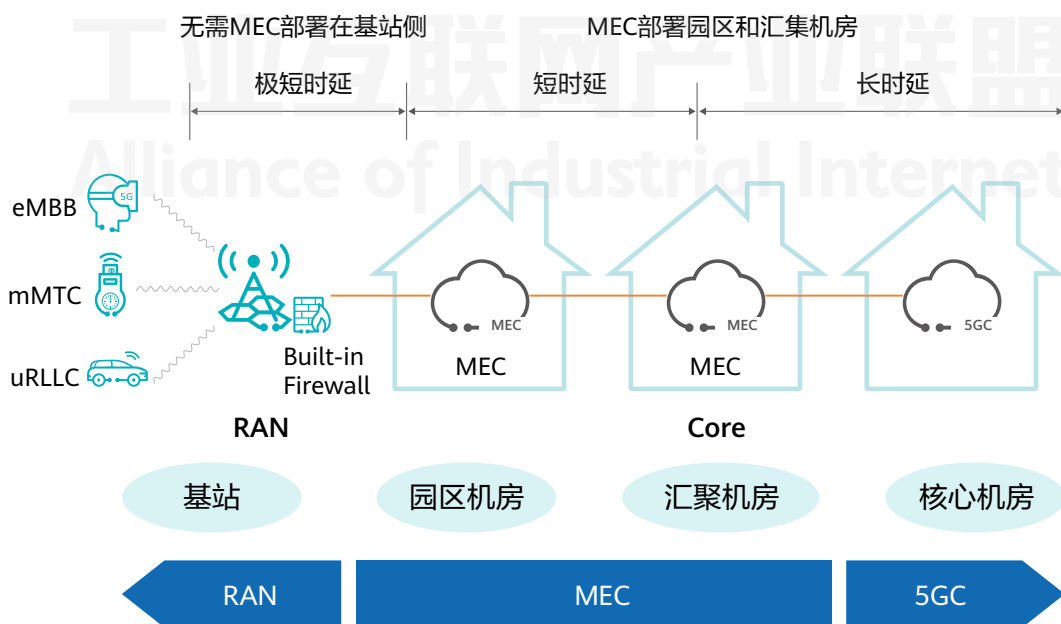 工业互联网产业联盟
Alliance of Industrial Internet
无需MEC部署在基站侧
MEC部署园区和汇集机房
极短时延
短时延
长时延
eMBB
5G
mMTC
uRLLC
Built-in
Firewall
MEC
MEC
MEC
MEC
5GC
RAN
Core
基站
园区机房
汇聚机房
核心机房
RAN
MEC
5GC